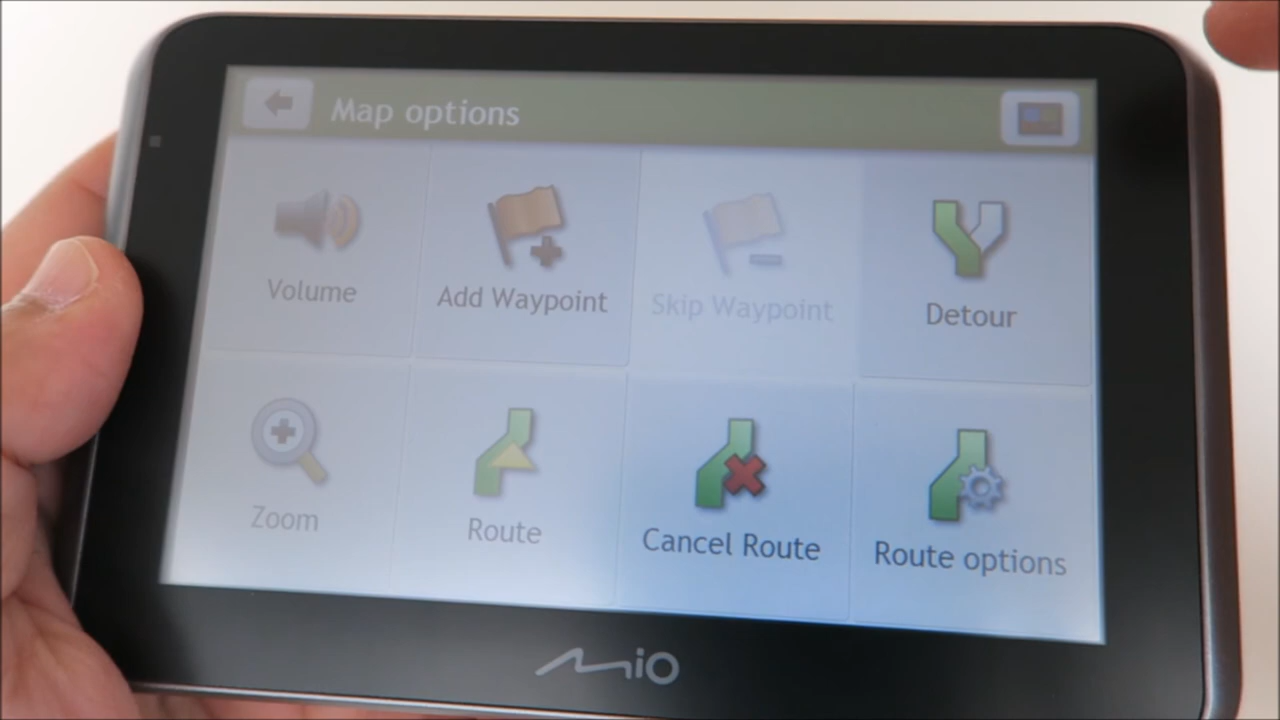 Map options
Volume
Add Waypoint
Skip Waypoint
Detour
Zoom
Route
Cancel Route
Route options
Mio